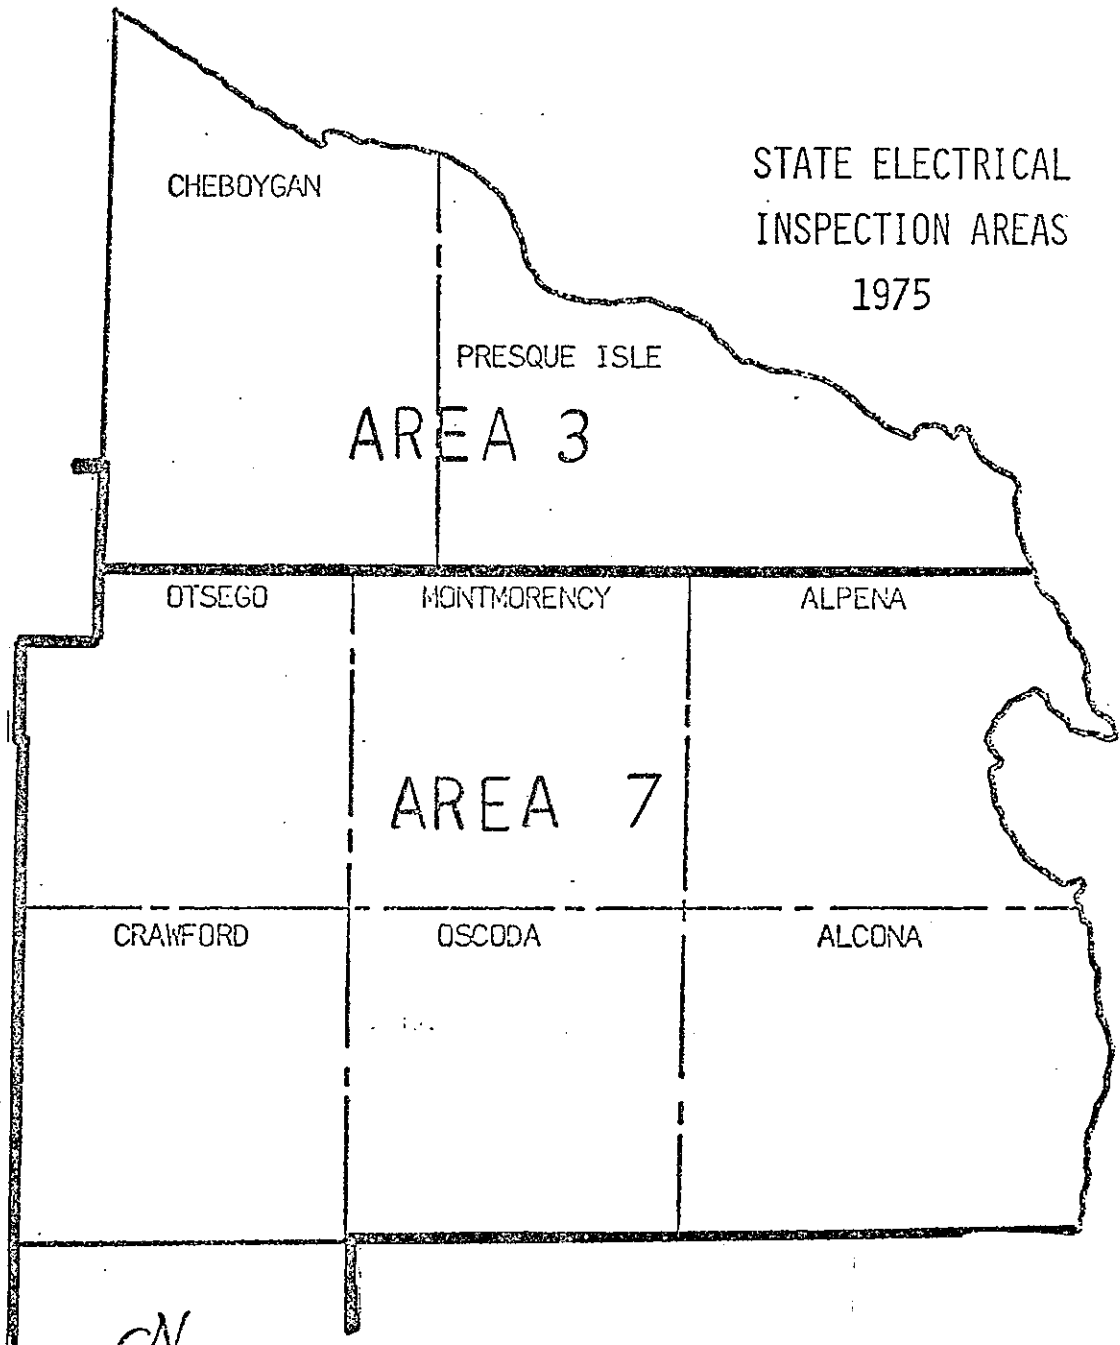 STATE ELECTRICAL
INSPECTION AREAS
1975
CHEBOYGAN
PRESQUE ISLE
AREA 3
OTSEGO
MONTMORENCY
ALPENA
AREA 7
CRAWFORD
OSCODA
ALCONA
N